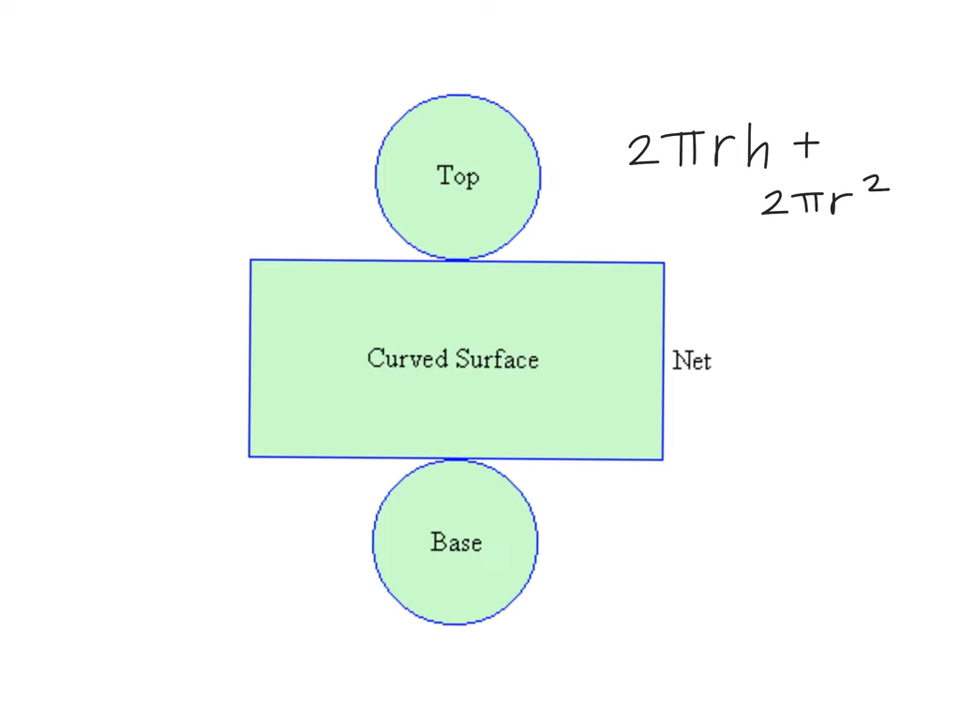 Top
2πrh +
2πr²
Curved Surface
Net
Base